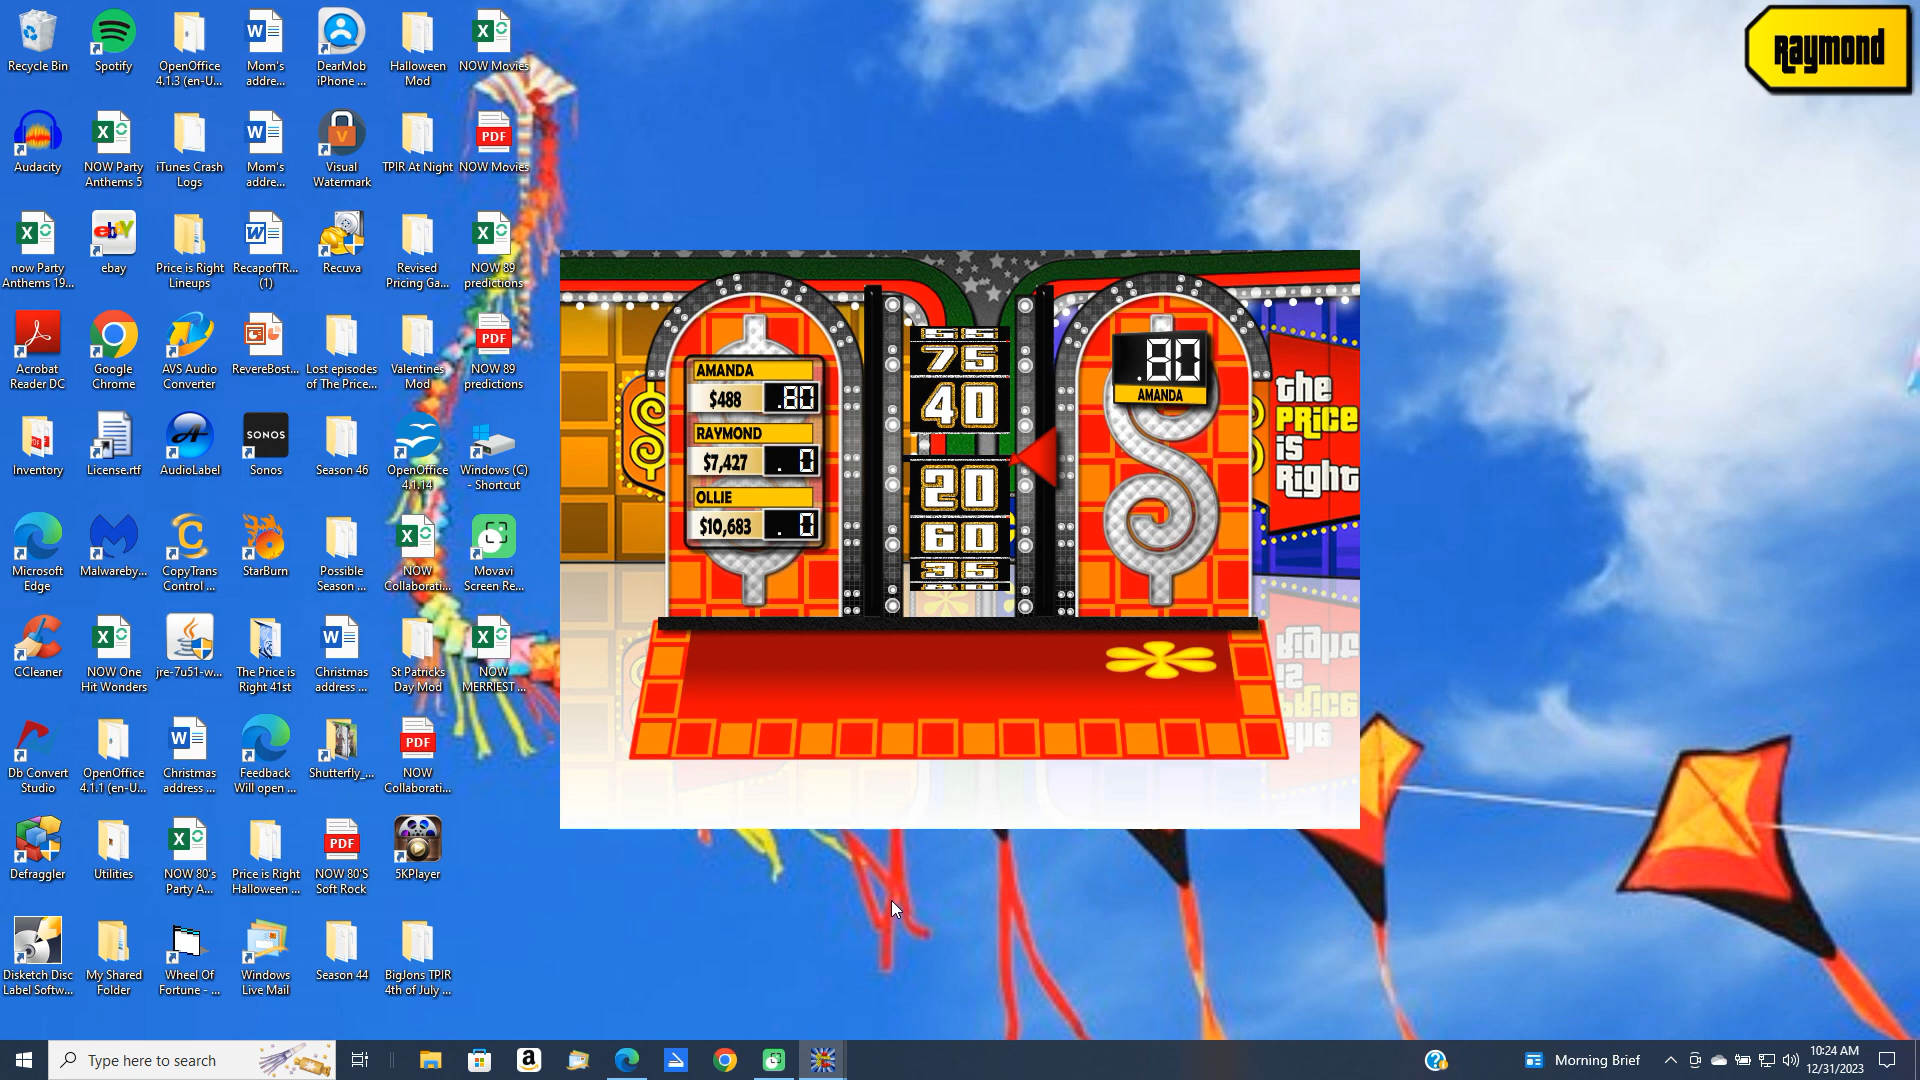 Recycle Bin
Spotify
OpenOffice
4.1.3 (en-U...
Mom's
addre...
DearMob
iPhone ...
Halloween
Mod
NOW Movies
Audacity
NOW Party
Anthems 5
iTunes Crash
Logs
Mom's
addre...
Visual
Watermark
TPIR At Night
NOW Movies
now Party
Anthems 19...
ebay
Price is Right
Lineups
RecapofTR...
(1)
Recuva
Revised
Pricing Ga...
NOW 89
predictions
Acrobat
Reader DC
Google
Chrome
AVS Audio
Converter
RevereBost...
Lost episodes
of The Price...
Valentines
Mod
NOW 89
predictions
Inventory
License.rtf
AudioLabel
SONOS
Sonos
Season 46
OpenOffice
4.1.14
Windows (C)
- Shortcut
Microsoft
Edge
Malwareby...
CopyTrans
Control ...
StarBurn
Possible
Season ...
NOW
Collaborati...
Movavi
Screen Re...
CCleaner
NOW One
Hit Wonders
jre-7u51-w...
The Price is
Right 41st
Christmas
address ...
St Patricks
Day Mod
NOW
MERRIEST ...
Db Convert
Studio
OpenOffice
4.1.1 (en-U...
Christmas
address ...
Feedback
Will open ...
Shutterfly_...
NOW
Collaborati...
Defraggler
Utilities
NOW 80's
Party A...
Price is Right
Halloween ...
NOW 80'S
Soft Rock
5KPlayer
Disketch Disc
Label Softw...
My Shared
Folder
Wheel Of
Fortune - ...
Windows
Live Mail
Season 44
BigJons TPIR
4th of July ...
Raymond
AMANDA
$488 .80
RAYMOND
$7,427 . 0
OLLIE
$10,683 . 0
55
75
40
20
60
35
.80
AMANDA
the
PRiCE
iS
Right
Type here to search
Morning Brief
10:24 AM
12/31/2023